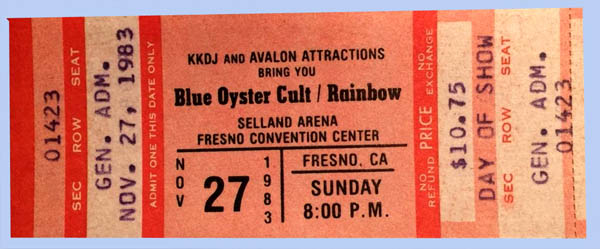 01423
SEC ROW SEAT
GEN. ADM.
NOV. 27, 1983
ADMIT ONE THIS DATE ONLY
KKDJ AND AVALON ATTRACTIONS
BRING YOU
Blue Oyster Cult / Rainbow
SELLAND ARENA
FRESNO CONVENTION CENTER
NOV
27
1983
FRESNO, CA
SUNDAY
8:00 P.M.
NO REFUND PRICE NO EXCHANGE
$10.75
DAY OF SHOW
SEC ROW SEAT
GEN. ADM.
01423